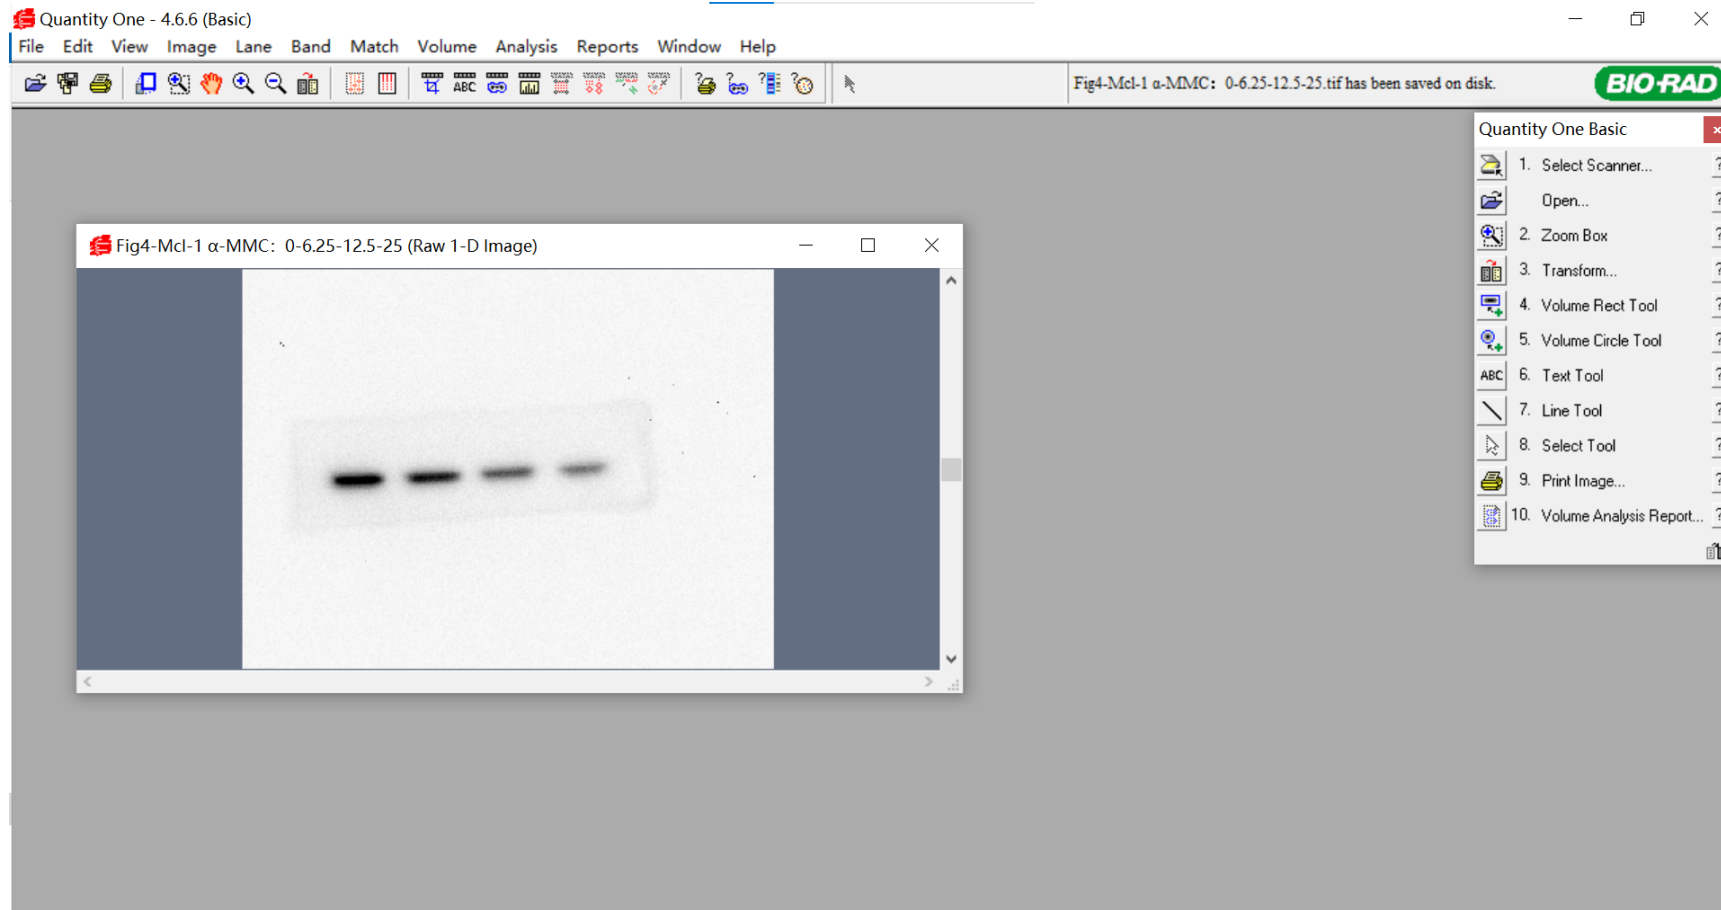 Quantity One - 4.6.6 (Basic)
File Edit View Image Lane Band Match Volume Analysis Reports Window Help
ABC
Fig4-Mcl-1 α-MMC： 0-6.25-12.5-25.tif has been saved on disk.
BIO-RAD
Quantity One Basic
1. Select Scanner... ?
Open... ?
2. Zoom Box ?
3. Transform... ?
4. Volume Rect Tool ?
5. Volume Circle Tool ?
ABC 6. Text Tool ?
7. Line Tool ?
8. Select Tool ?
9. Print Image... ?
10. Volume Analysis Report... ?
Fig4-Mcl-1 α-MMC： 0-6.25-12.5-25 (Raw 1-D Image)